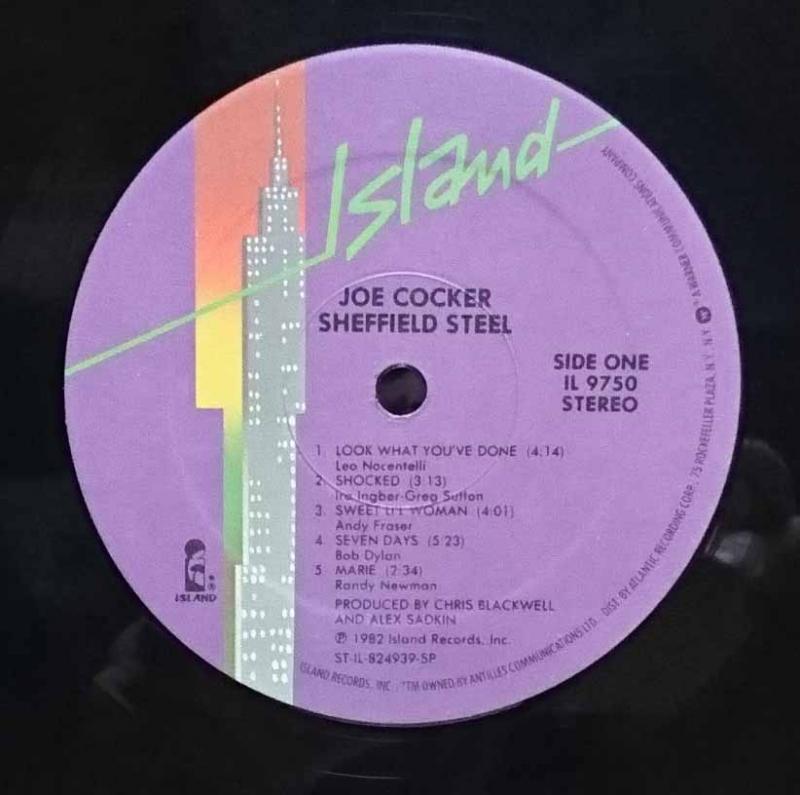 Island
JOE COCKER
SHEFFIELD STEEL
SIDE ONE
IL 9750
STEREO
1. LOOK WHAT YOU'VE DONE (4:14)
Leo Nocentelli
2. SHOCKED (3:13)
Ira Ingber-Greg Sutton
3. SWEET LI'L WOMAN (4:01)
Andy Fraser
4. SEVEN DAYS (5:23)
Bob Dylan
5. MARIE (2:34)
Randy Newman
PRODUCED BY CHRIS BLACKWELL
AND ALEX SADKIN
℗ 1982 Island Records, Inc.
ST-IL-824939-SP
ISLAND®
ISLAND RECORDS, INC. *TM OWNED BY ANTILLES COMMUNICATIONS LTD. DIST. BY ATLANTIC RECORDING CORP., 75 ROCKEFELLER PLAZA, N.Y., N.Y. A WARNER COMMUNICATIONS COMPANY